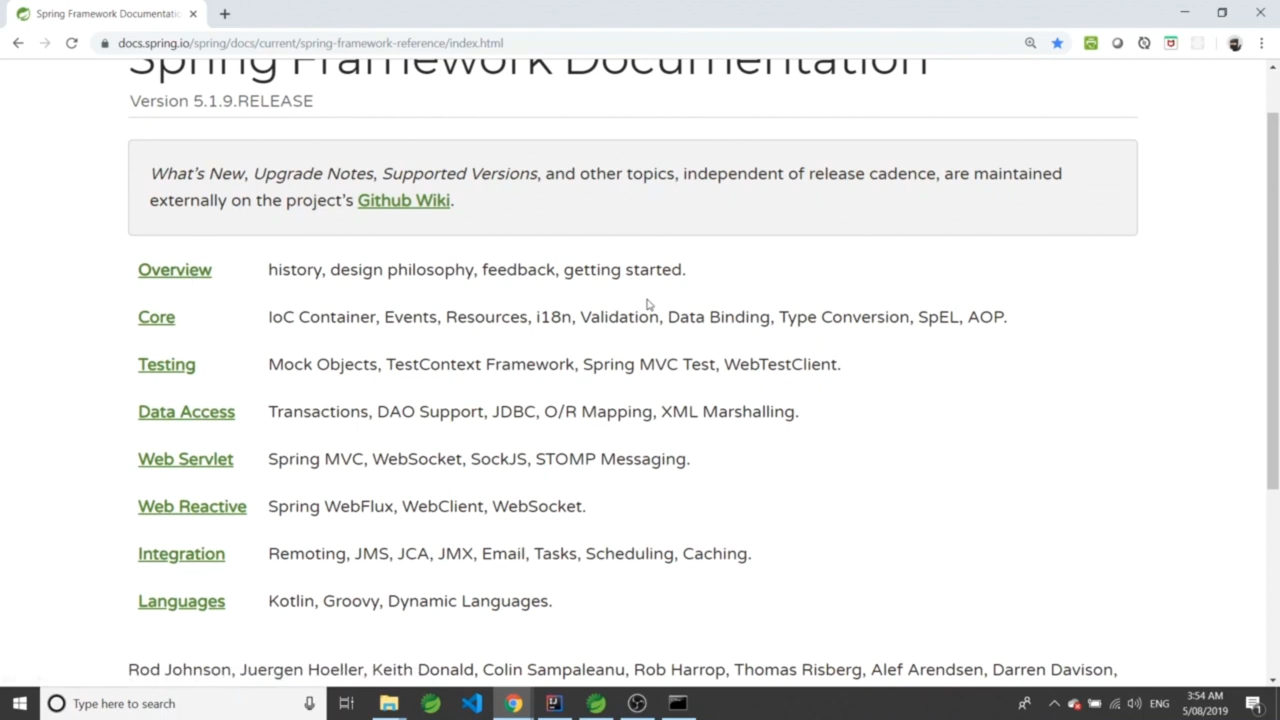 Spring Framework Documentatic
docs.spring.io/spring/docs/current/spring-framework-reference/index.html
Spring Framework Documentation
Version 5.1.9.RELEASE
What's New, Upgrade Notes, Supported Versions, and other topics, independent of release cadence, are maintained
externally on the project's Github Wiki.
Overview history, design philosophy, feedback, getting started.
Core IoC Container, Events, Resources, i18n, Validation, Data Binding, Type Conversion, SpEL, AOP.
Testing Mock Objects, TestContext Framework, Spring MVC Test, WebTestClient.
Data Access Transactions, DAO Support, JDBC, O/R Mapping, XML Marshalling.
Web Servlet Spring MVC, WebSocket, SockJS, STOMP Messaging.
Web Reactive Spring WebFlux, WebClient, WebSocket.
Integration Remoting, JMS, JCA, JMX, Email, Tasks, Scheduling, Caching.
Languages Kotlin, Groovy, Dynamic Languages.
Rod Johnson, Juergen Hoeller, Keith Donald, Colin Sampaleanu, Rob Harrop, Thomas Risberg, Alef Arendsen, Darren Davison,
Type here to search
ENG
3:54 AM
5/08/2019